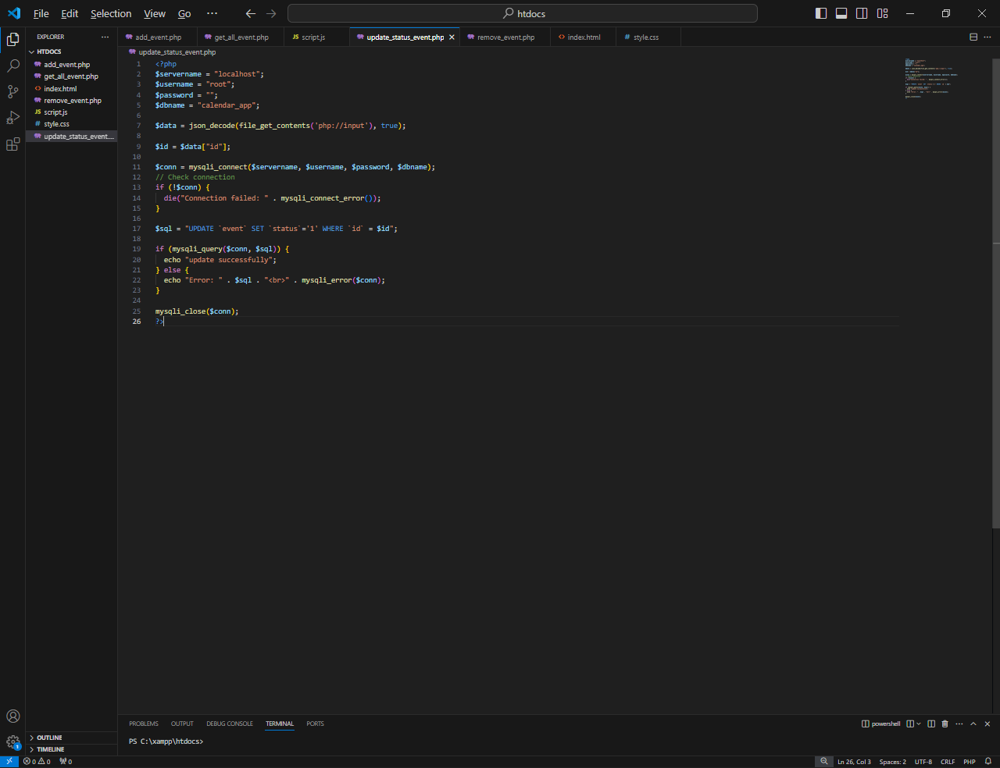 File Edit Selection View Go ··· htdocs
EXPLORER ···
HTDOCS
add_event.php
get_all_event.php
index.html
remove_event.php
JS script.js
# style.css
update_status_event....
OUTLINE
TIMELINE
add_event.php get_all_event.php JS script.js update_status_event.php remove_event.php index.html # style.css
update_status_event.php
1 <?php
2 $servername = "localhost";
3 $username = "root";
4 $password = "";
5 $dbname = "calendar_app";
6
7 $data = json_decode(file_get_contents('php://input'), true);
8
9 $id = $data["id"];
10
11 $conn = mysqli_connect($servername, $username, $password, $dbname);
12 // Check connection
13 if (!$conn) {
14 die("Connection failed: " . mysqli_connect_error());
15 }
16
17 $sql = "UPDATE `event` SET `status`='1' WHERE `id` = $id";
18
19 if (mysqli_query($conn, $sql)) {
20 echo "update successfully";
21 } else {
22 echo "Error: " . $sql . "<br>" . mysqli_error($conn);
23 }
24
25 mysqli_close($conn);
26 ?>
PROBLEMS OUTPUT DEBUG CONSOLE TERMINAL PORTS powershell
PS C:\xampp\htdocs>
1
0 0 0 Ln 26, Col 3 Spaces: 2 UTF-8 CRLF PHP